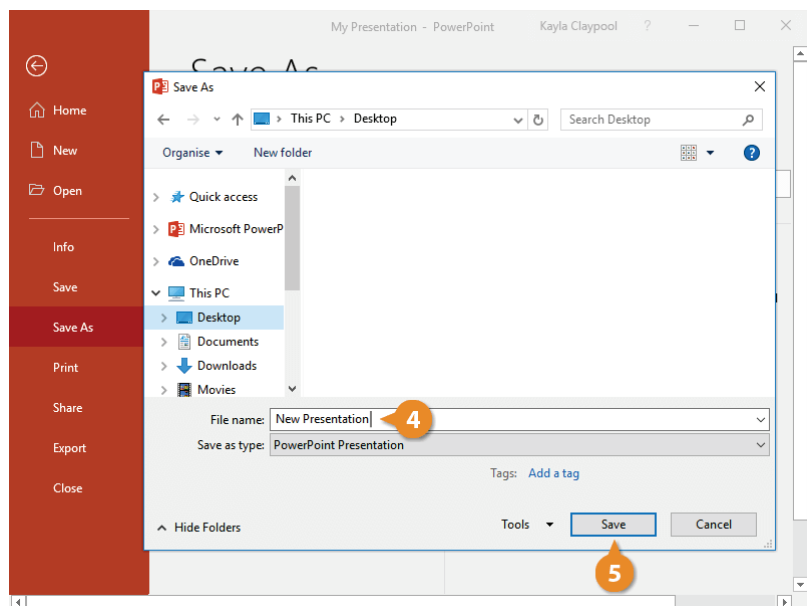 My Presentation - PowerPoint Kayla Claypool ?
Save As
Save As
This PC > Desktop
Search Desktop
Organise New folder
Home
New
Open
Info
Save
Save As
Print
Share
Export
Close
Quick access
Microsoft PowerP
OneDrive
This PC
Desktop
Documents
Downloads
Movies
File name: New Presentation
4
Save as type: PowerPoint Presentation
Tags: Add a tag
Hide Folders
Tools Save Cancel
5